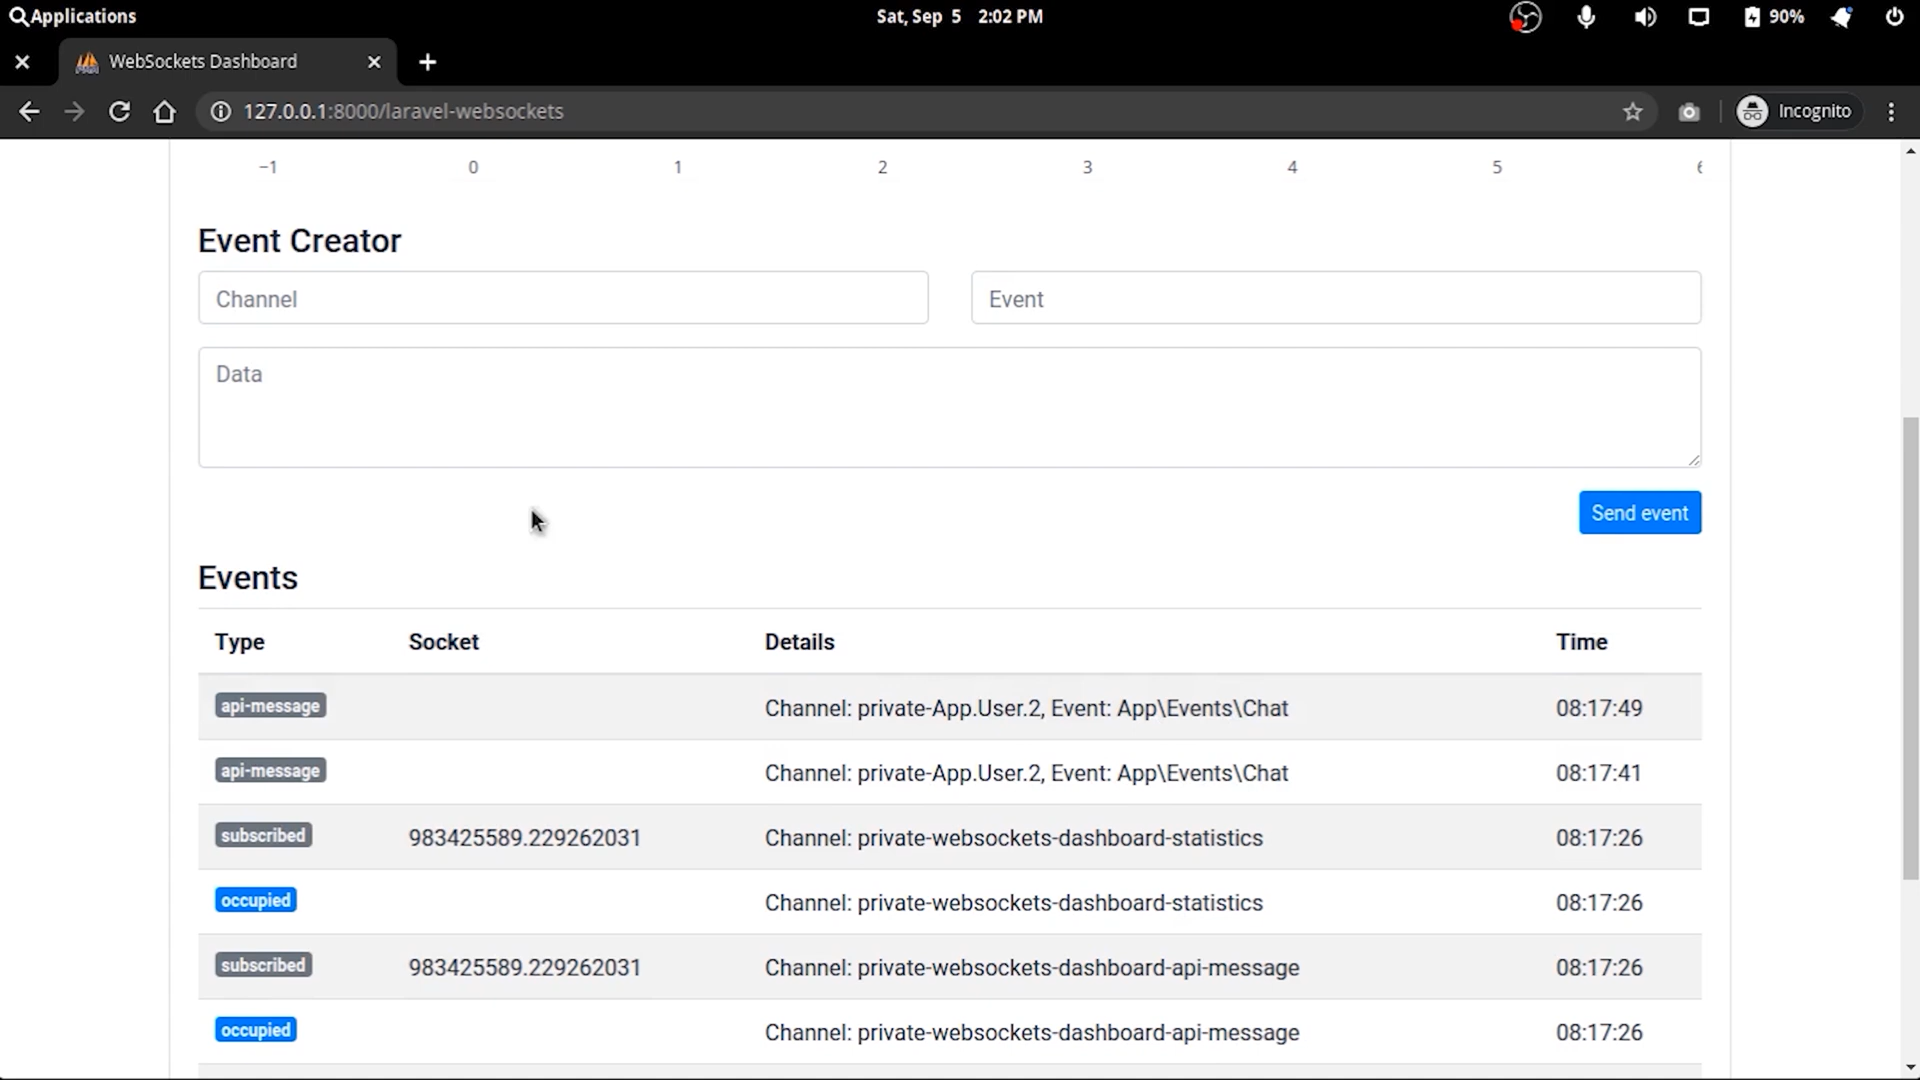 Applications
Sat, Sep 5 2:02 PM
90%
WebSockets Dashboard
127.0.0.1:8000/laravel-websockets
Incognito
−1 0 1 2 3 4 5
Event Creator
Channel
Event
Data
Send event
Events
Type Socket Details Time
api-message Channel: private-App.User.2, Event: App\Events\Chat 08:17:49
api-message Channel: private-App.User.2, Event: App\Events\Chat 08:17:41
subscribed 983425589.229262031 Channel: private-websockets-dashboard-statistics 08:17:26
occupied Channel: private-websockets-dashboard-statistics 08:17:26
subscribed 983425589.229262031 Channel: private-websockets-dashboard-api-message 08:17:26
occupied Channel: private-websockets-dashboard-api-message 08:17:26